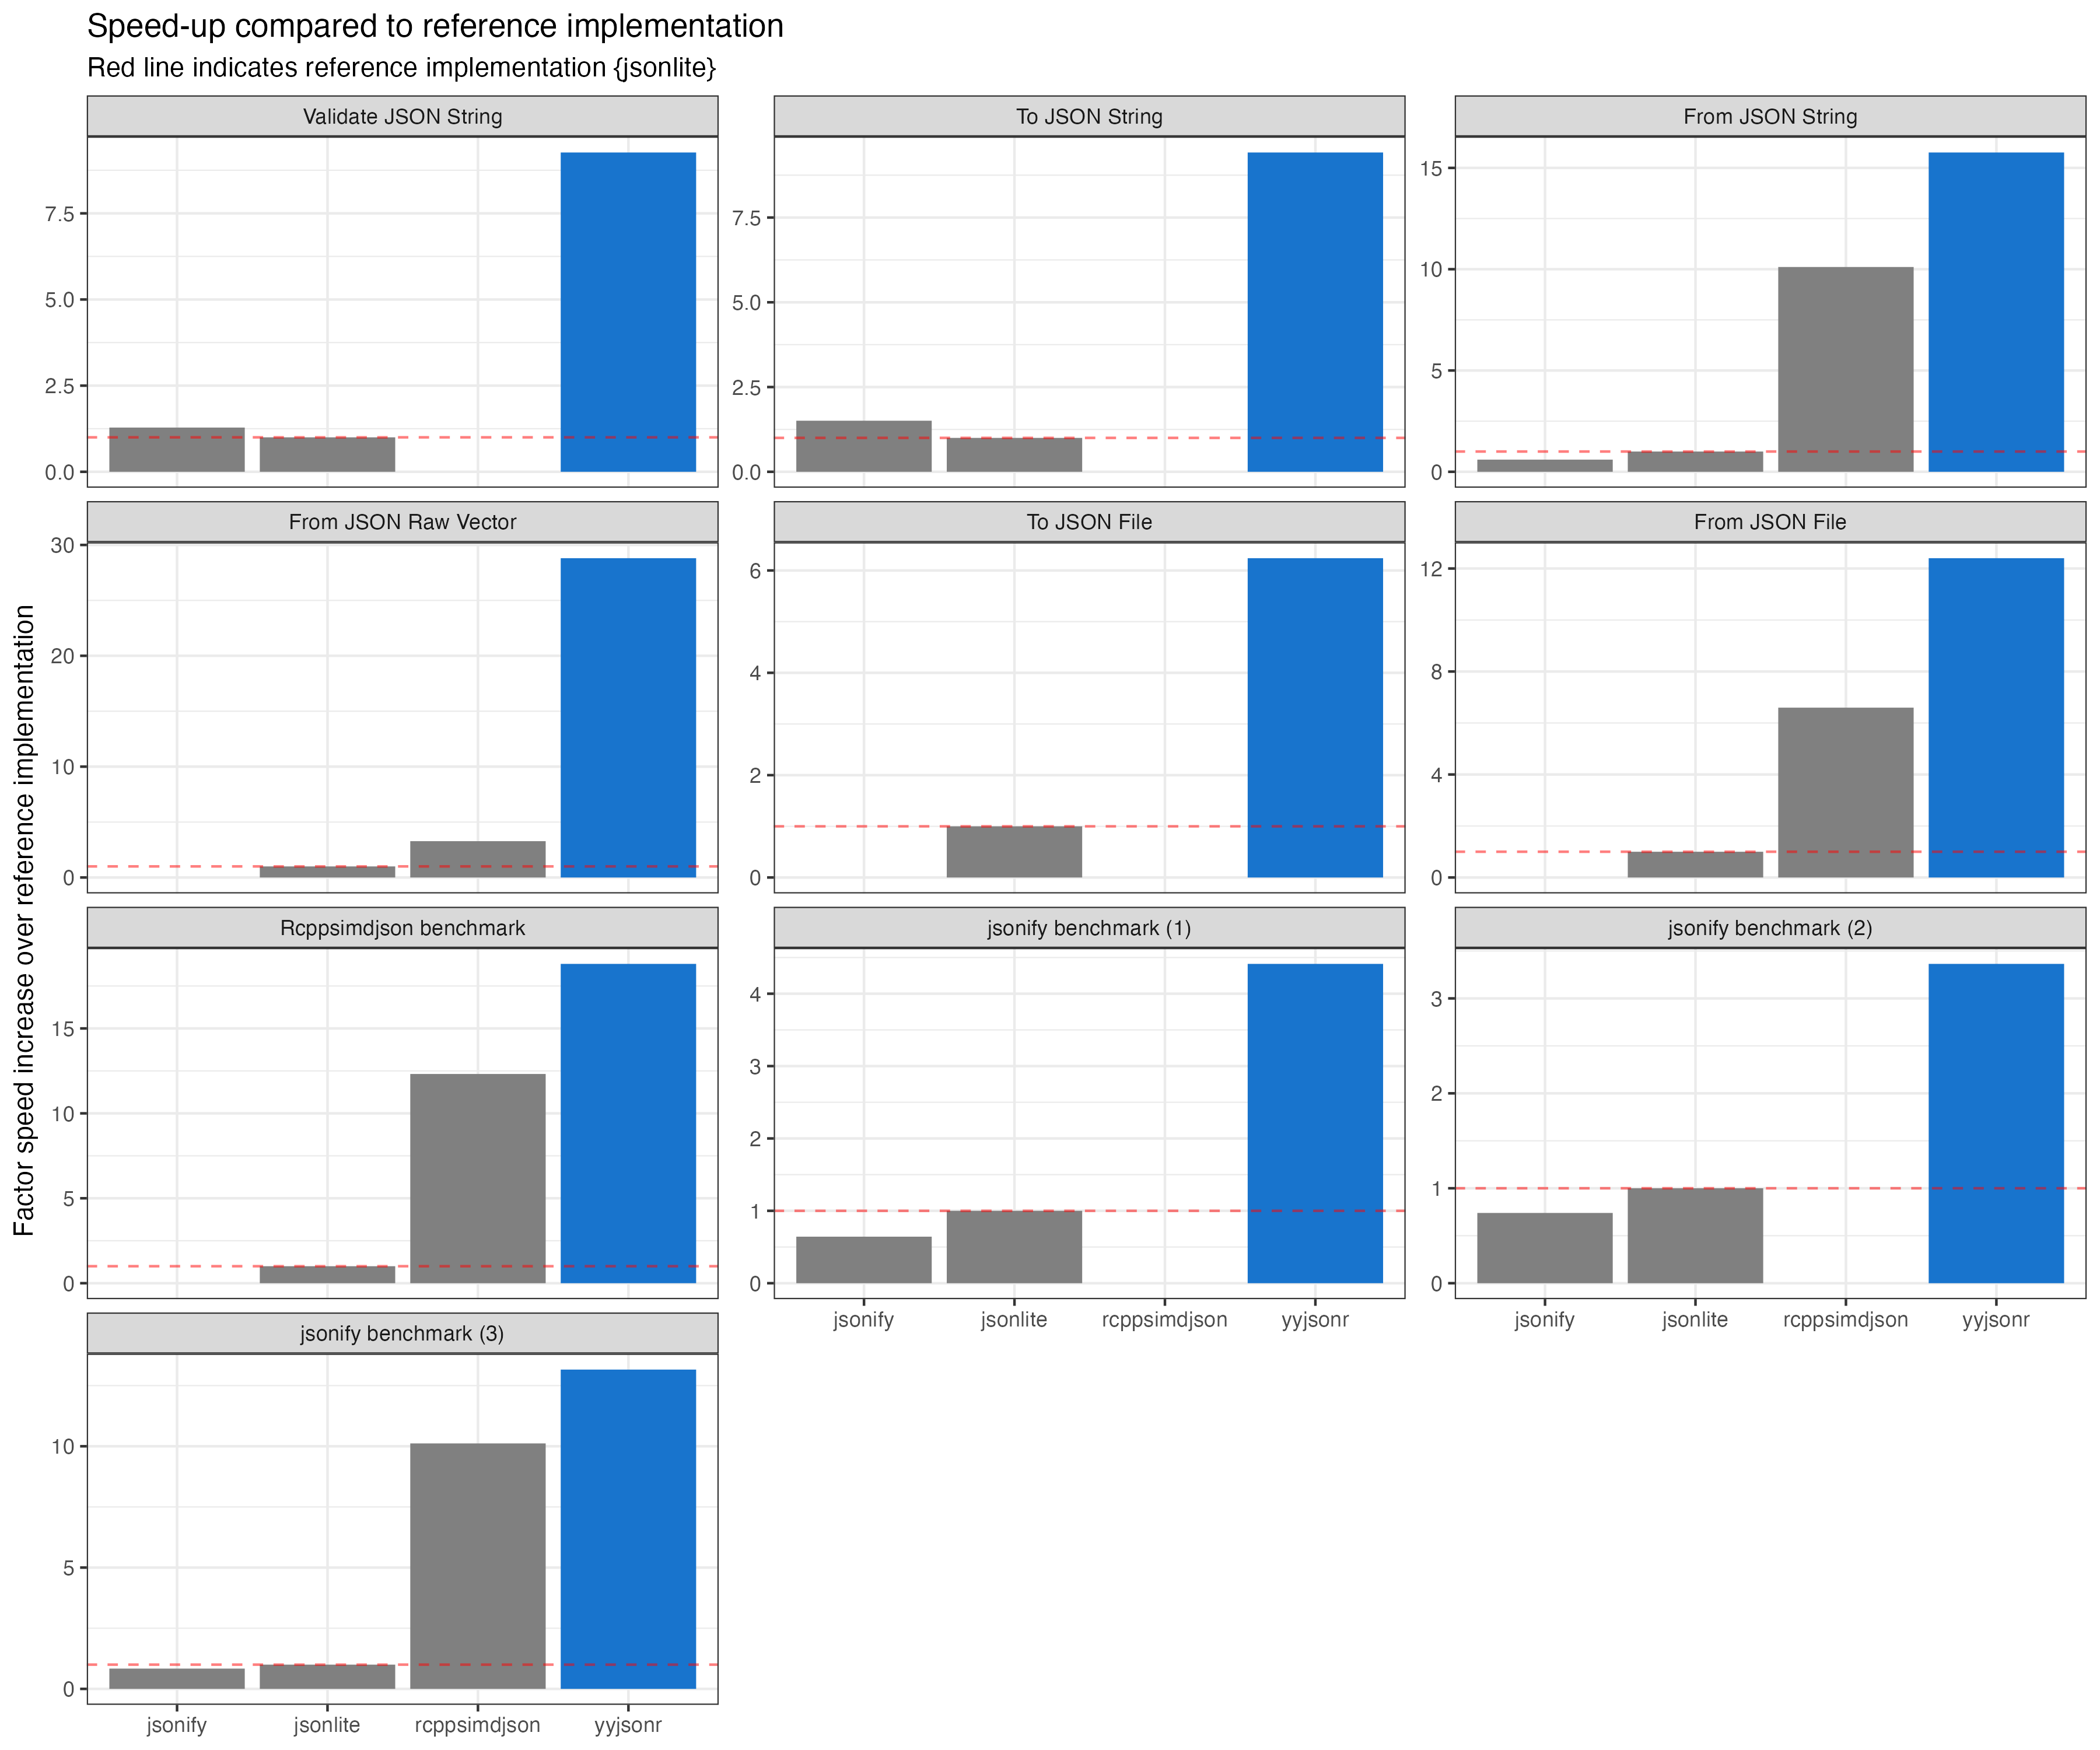 Speed-up compared to reference implementation
Red line indicates reference implementation {jsonlite}
Factor speed increase over reference implementation
Validate JSON String
7.5
5.0
2.5
0.0
To JSON String
7.5
5.0
2.5
0.0
From JSON String
15
10
5
0
From JSON Raw Vector
30
20
10
0
To JSON File
6
4
2
0
From JSON File
12
8
4
0
Rcppsimdjson benchmark
15
10
5
0
jsonify benchmark (1)
4
3
2
1
0
jsonify jsonlite rcppsimdjson yyjsonr
jsonify benchmark (2)
3
2
1
0
jsonify jsonlite rcppsimdjson yyjsonr
jsonify benchmark (3)
10
5
0
jsonify jsonlite rcppsimdjson yyjsonr